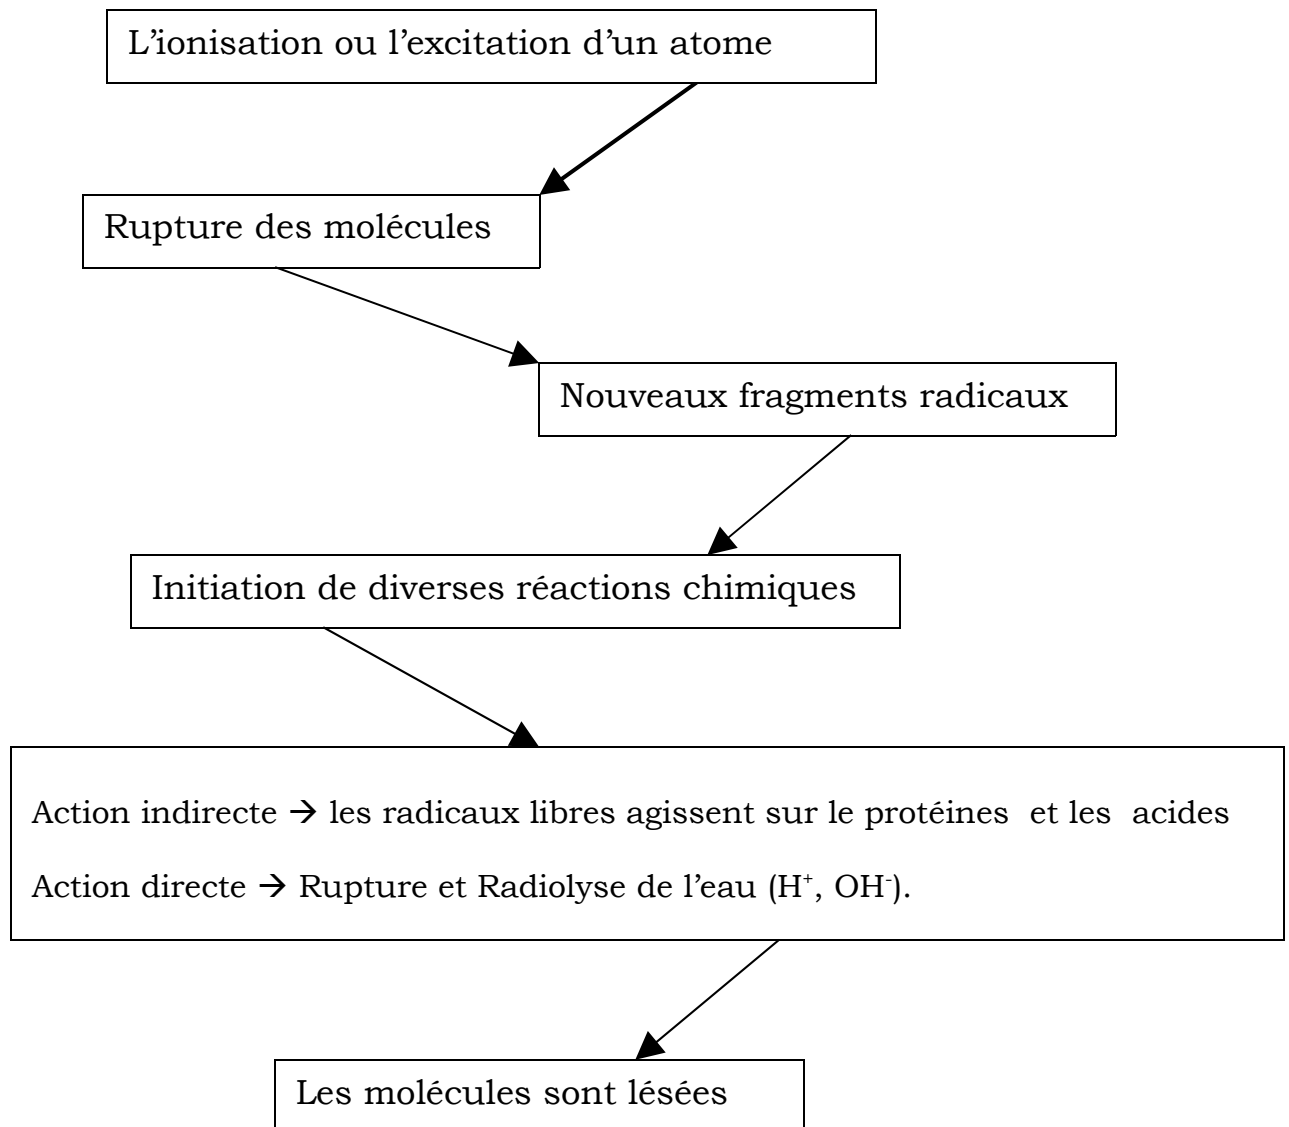 L’ionisation ou l’excitation d’un atome
Rupture des molécules
Nouveaux fragments radicaux
Initiation de diverses réactions chimiques
Action indirecte → les radicaux libres agissent sur le protéines et les acides
Action directe → Rupture et Radiolyse de l’eau (H⁺, OH⁻).
Les molécules sont lésées